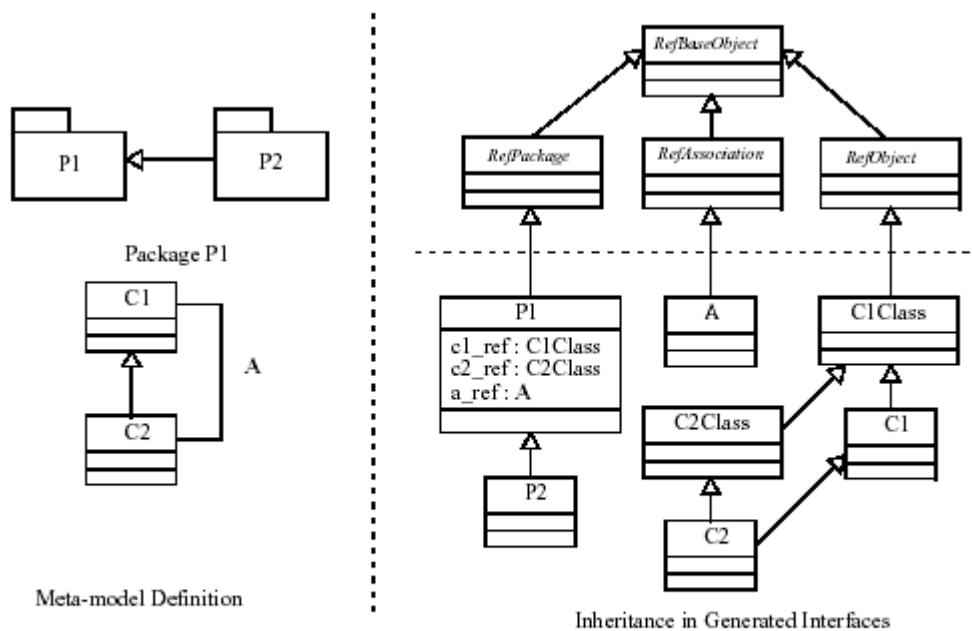 RefBaseObject
P1
P2
RefPackage
RefAssociation
RefObject
Package P1
C1
A
C2
P1
c1_ref : C1Class
c2_ref : C2Class
a_ref : A
A
C1Class
C2Class
C1
P2
C2
Meta-model Definition
Inheritance in Generated Interfaces